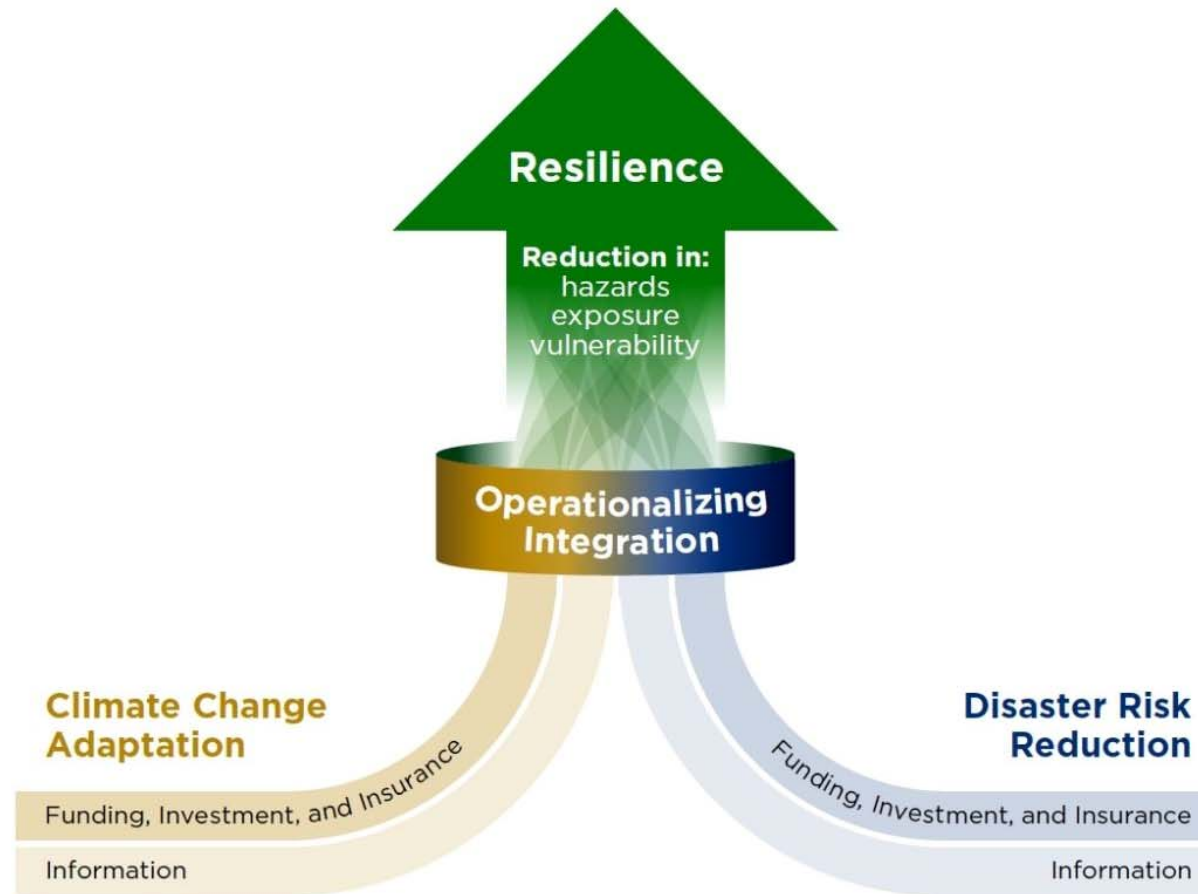 Resilience
Reduction in:
hazards
exposure
vulnerability
Operationalizing
Integration
Climate Change
Adaptation
Funding, Investment, and Insurance
Information
Disaster Risk
Reduction
Funding, Investment, and Insurance
Information